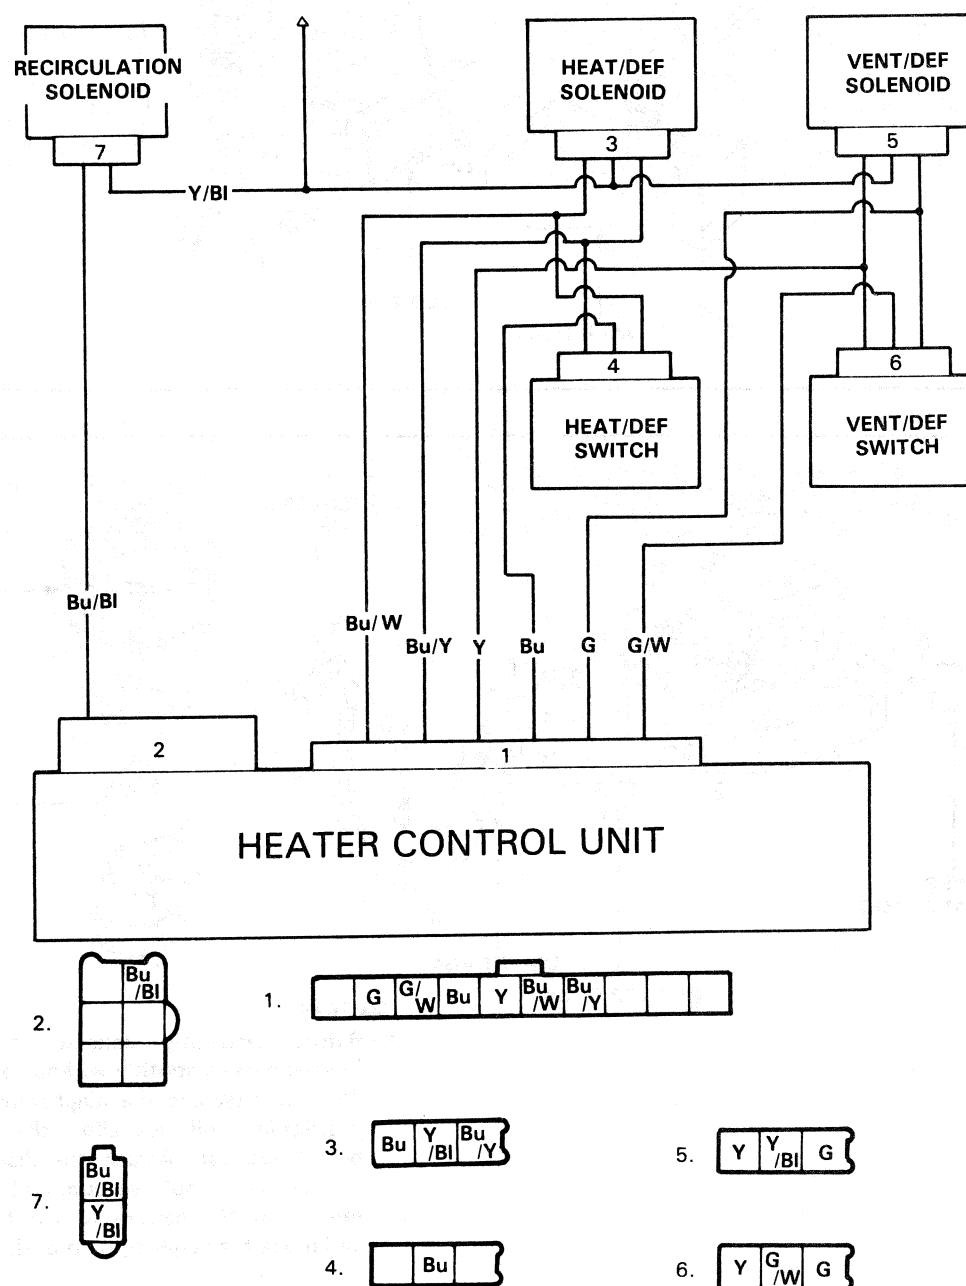 RECIRCULATION
SOLENOID
7
HEAT/DEF
SOLENOID
3
VENT/DEF
SOLENOID
5
Y/Bl
4
HEAT/DEF
SWITCH
6
VENT/DEF
SWITCH
Bu/Bl
Bu/W
Bu/Y
Y
Bu
G
G/W
2
1
HEATER CONTROL UNIT
2.
Bu
/Bl
1.
G
G/
W
Bu
Y
Bu
/W
Bu
/Y
3.
Bu
Y
/Bl
Bu
/Y
5.
Y
Y
/Bl
G
7.
Bu
/Bl
Y
/Bl
4.
Bu
6.
Y
G
/W
G